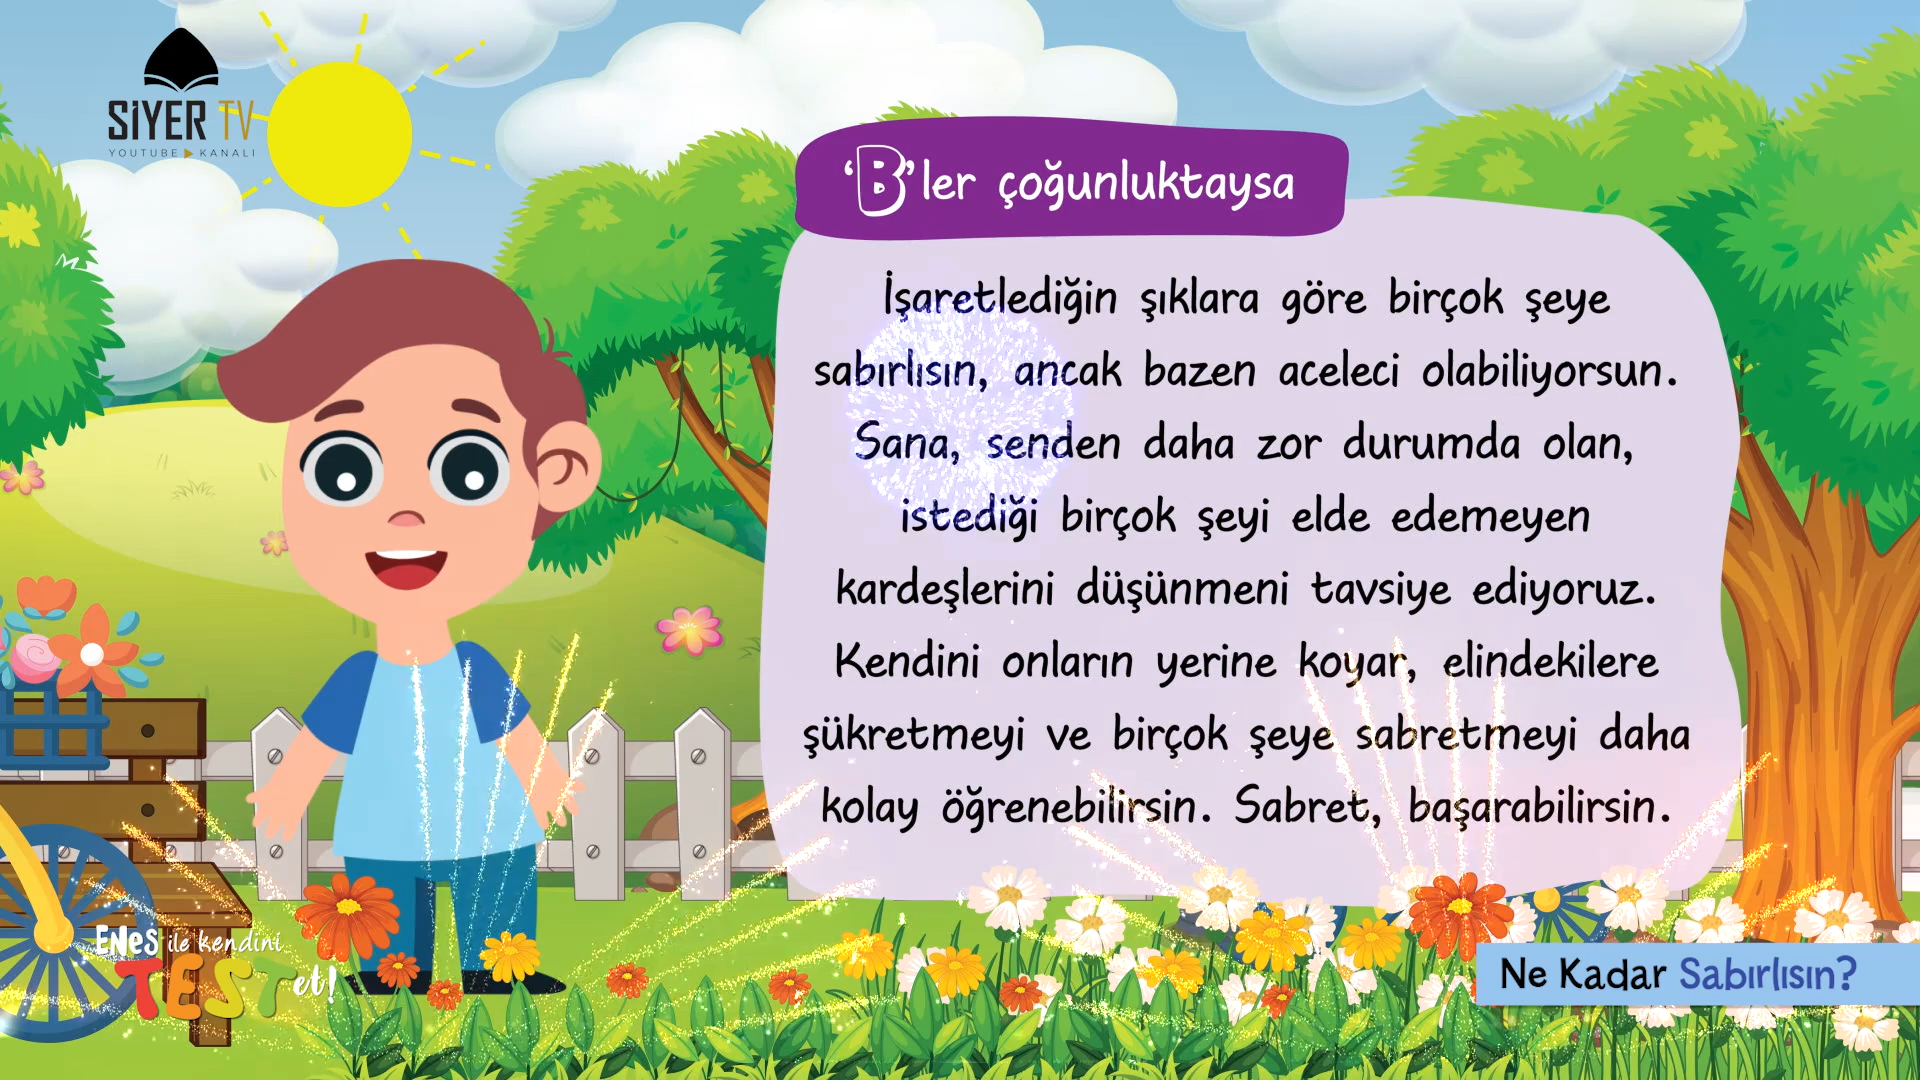 SİYER TV
YOUTUBE KANALI
'B'ler çoğunluktaysa
İşaretlediğin şıklara göre birçok şeye
sabırlısın, ancak bazen aceleci olabiliyorsun.
Sana, senden daha zor durumda olan,
istediği birçok şeyi elde edemeyen
kardeşlerini düşünmeni tavsiye ediyoruz.
Kendini onların yerine koyar, elindekilere
şükretmeyi ve birçok şeye sabretmeyi daha
kolay öğrenebilirsin. Sabret, başarabilirsin.
ENES ile kendini
TEST et!
Ne Kadar Sabırlısın?